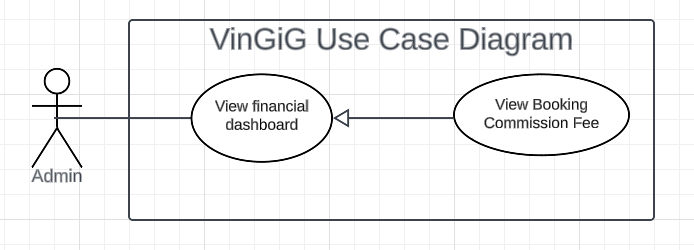 VinGiG Use Case Diagram
View financial
dashboard
View Booking
Commission Fee
Admin